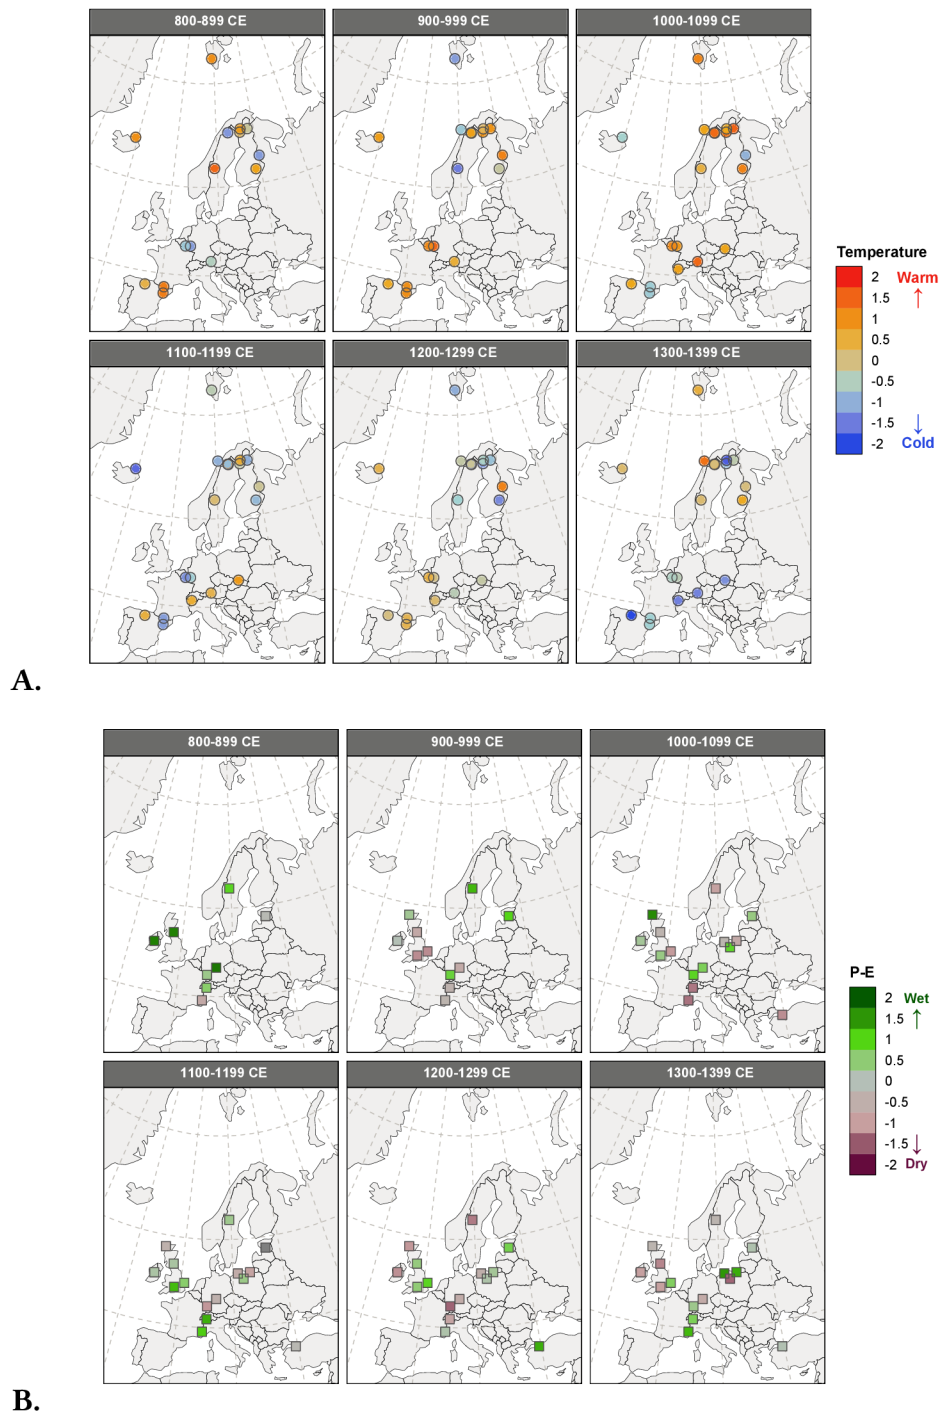 800-899 CE
900-999 CE
1000-1099 CE
Temperature
2 Warm
1.5 ↑
1
0.5
0
-0.5
-1
-1.5 ↓
-2 Cold
1100-1199 CE
1200-1299 CE
1300-1399 CE
A.
800-899 CE
900-999 CE
1000-1099 CE
P-E
2 Wet
1.5 ↑
1
0.5
0
-0.5
-1
-1.5 ↓
-2 Dry
1100-1199 CE
1200-1299 CE
1300-1399 CE
B.